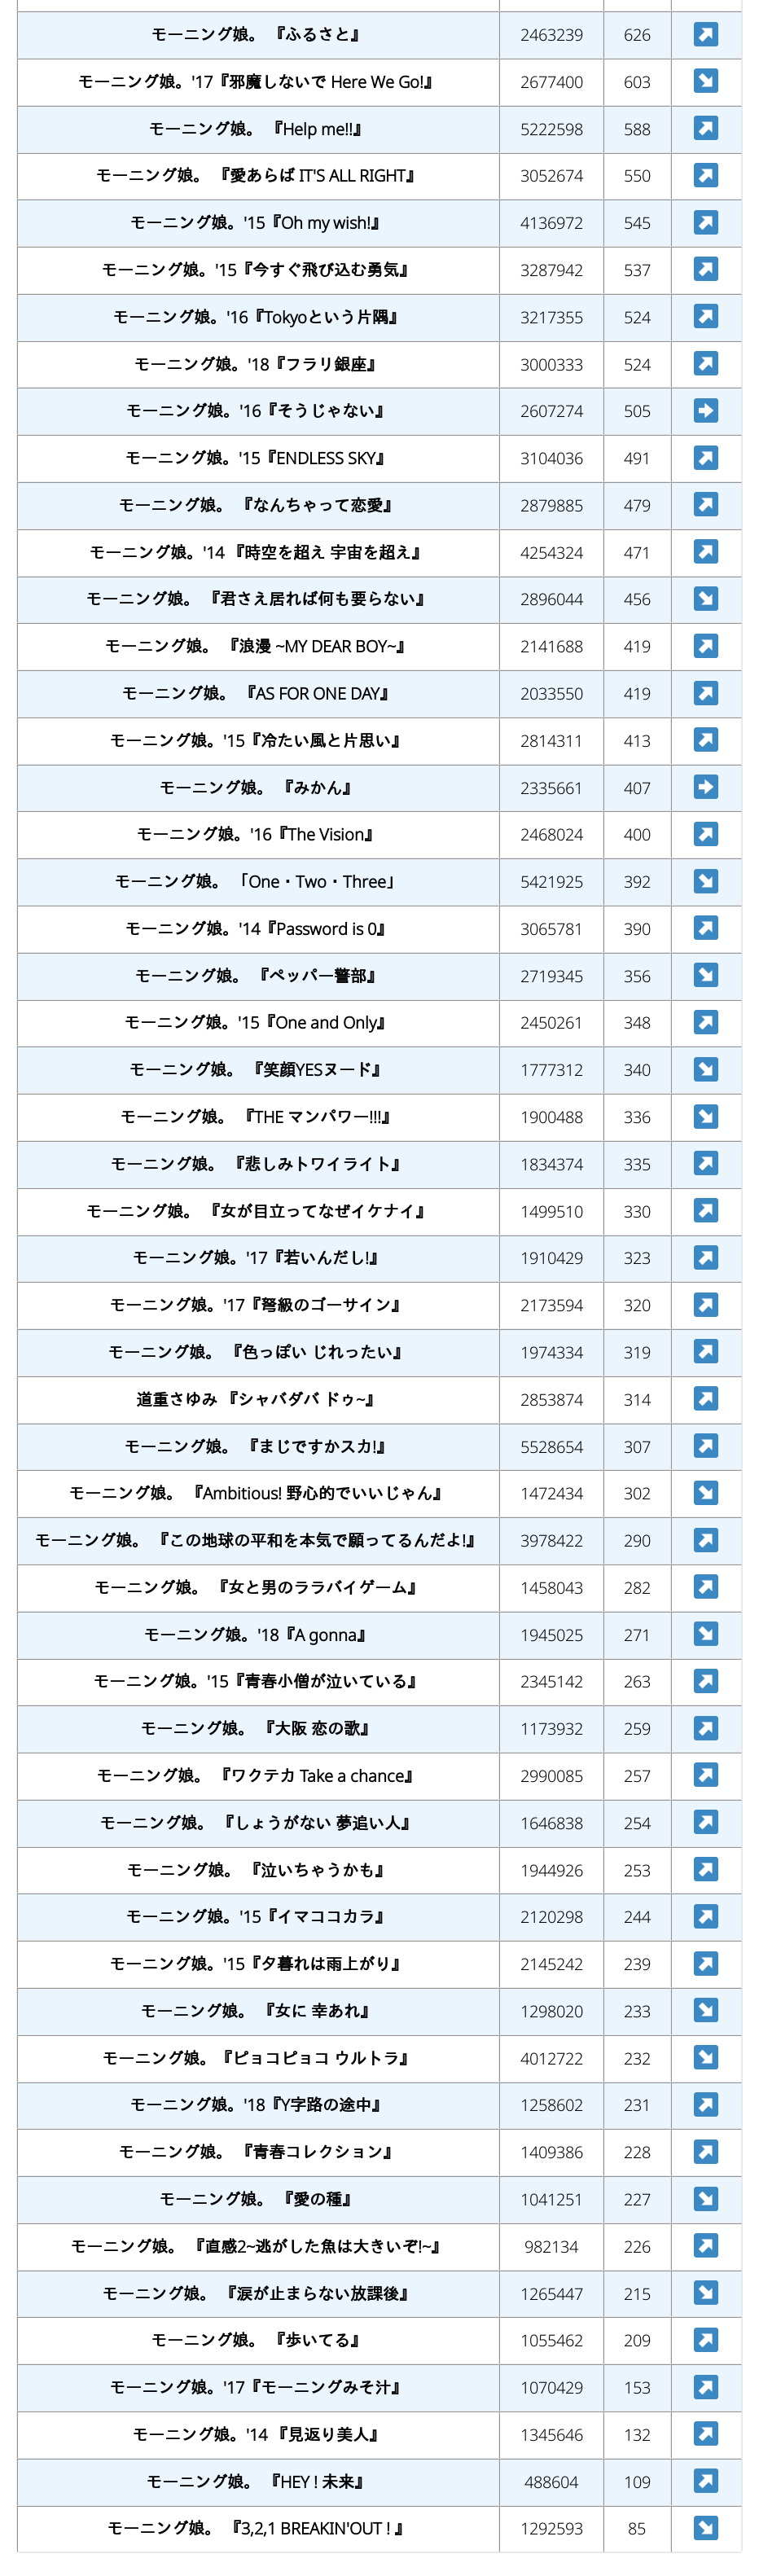 モーニング娘。 『ふるさと』 2463239 626
モーニング娘。'17『邪魔しないで Here We Go!』 2677400 603
モーニング娘。 『Help me!!』 5222598 588
モーニング娘。 『愛あらば IT'S ALL RIGHT』 3052674 550
モーニング娘。'15『Oh my wish!』 4136972 545
モーニング娘。'15『今すぐ飛び込む勇気』 3287942 537
モーニング娘。'16『Tokyoという片隅』 3217355 524
モーニング娘。'18『フラリ銀座』 3000333 524
モーニング娘。'16『そうじゃない』 2607274 505
モーニング娘。'15『ENDLESS SKY』 3104036 491
モーニング娘。 『なんちゃって恋愛』 2879885 479
モーニング娘。'14 『時空を超え 宇宙を超え』 4254324 471
モーニング娘。 『君さえ居れば何も要らない』 2896044 456
モーニング娘。 『浪漫 ~MY DEAR BOY~』 2141688 419
モーニング娘。 『AS FOR ONE DAY』 2033550 419
モーニング娘。'15『冷たい風と片思い』 2814311 413
モーニング娘。 『みかん』 2335661 407
モーニング娘。'16『The Vision』 2468024 400
モーニング娘。 「One・Two・Three」 5421925 392
モーニング娘。'14『Password is 0』 3065781 390
モーニング娘。 『ペッパー警部』 2719345 356
モーニング娘。'15『One and Only』 2450261 348
モーニング娘。 『笑顔YESヌード』 1777312 340
モーニング娘。 『THE マンパワー!!!』 1900488 336
モーニング娘。 『悲しみトワイライト』 1834374 335
モーニング娘。 『女が目立ってなぜイケナイ』 1499510 330
モーニング娘。'17『若いんだし!』 1910429 323
モーニング娘。'17『弩級のゴーサイン』 2173594 320
モーニング娘。 『色っぽい じれったい』 1974334 319
道重さゆみ 『シャバダバ ドゥ~』 2853874 314
モーニング娘。 『まじですかスカ!』 5528654 307
モーニング娘。 『Ambitious! 野心的でいいじゃん』 1472434 302
モーニング娘。 『この地球の平和を本気で願ってるんだよ!』 3978422 290
モーニング娘。 『女と男のララバイゲーム』 1458043 282
モーニング娘。'18『A gonna』 1945025 271
モーニング娘。'15『青春小僧が泣いている』 2345142 263
モーニング娘。 『大阪 恋の歌』 1173932 259
モーニング娘。 『ワクテカ Take a chance』 2990085 257
モーニング娘。 『しょうがない 夢追い人』 1646838 254
モーニング娘。 『泣いちゃうかも』 1944926 253
モーニング娘。'15『イマココカラ』 2120298 244
モーニング娘。'15『夕暮れは雨上がり』 2145242 239
モーニング娘。 『女に 幸あれ』 1298020 233
モーニング娘。『ピョコピョコ ウルトラ』 4012722 232
モーニング娘。'18『Y字路の途中』 1258602 231
モーニング娘。 『青春コレクション』 1409386 228
モーニング娘。 『愛の種』 1041251 227
モーニング娘。 『直感2~逃がした魚は大きいぞ!~』 982134 226
モーニング娘。 『涙が止まらない放課後』 1265447 215
モーニング娘。 『歩いてる』 1055462 209
モーニング娘。'17『モーニングみそ汁』 1070429 153
モーニング娘。'14 『見返り美人』 1345646 132
モーニング娘。 『HEY ! 未来』 488604 109
モーニング娘。 『3,2,1 BREAKIN'OUT ! 』 1292593 85